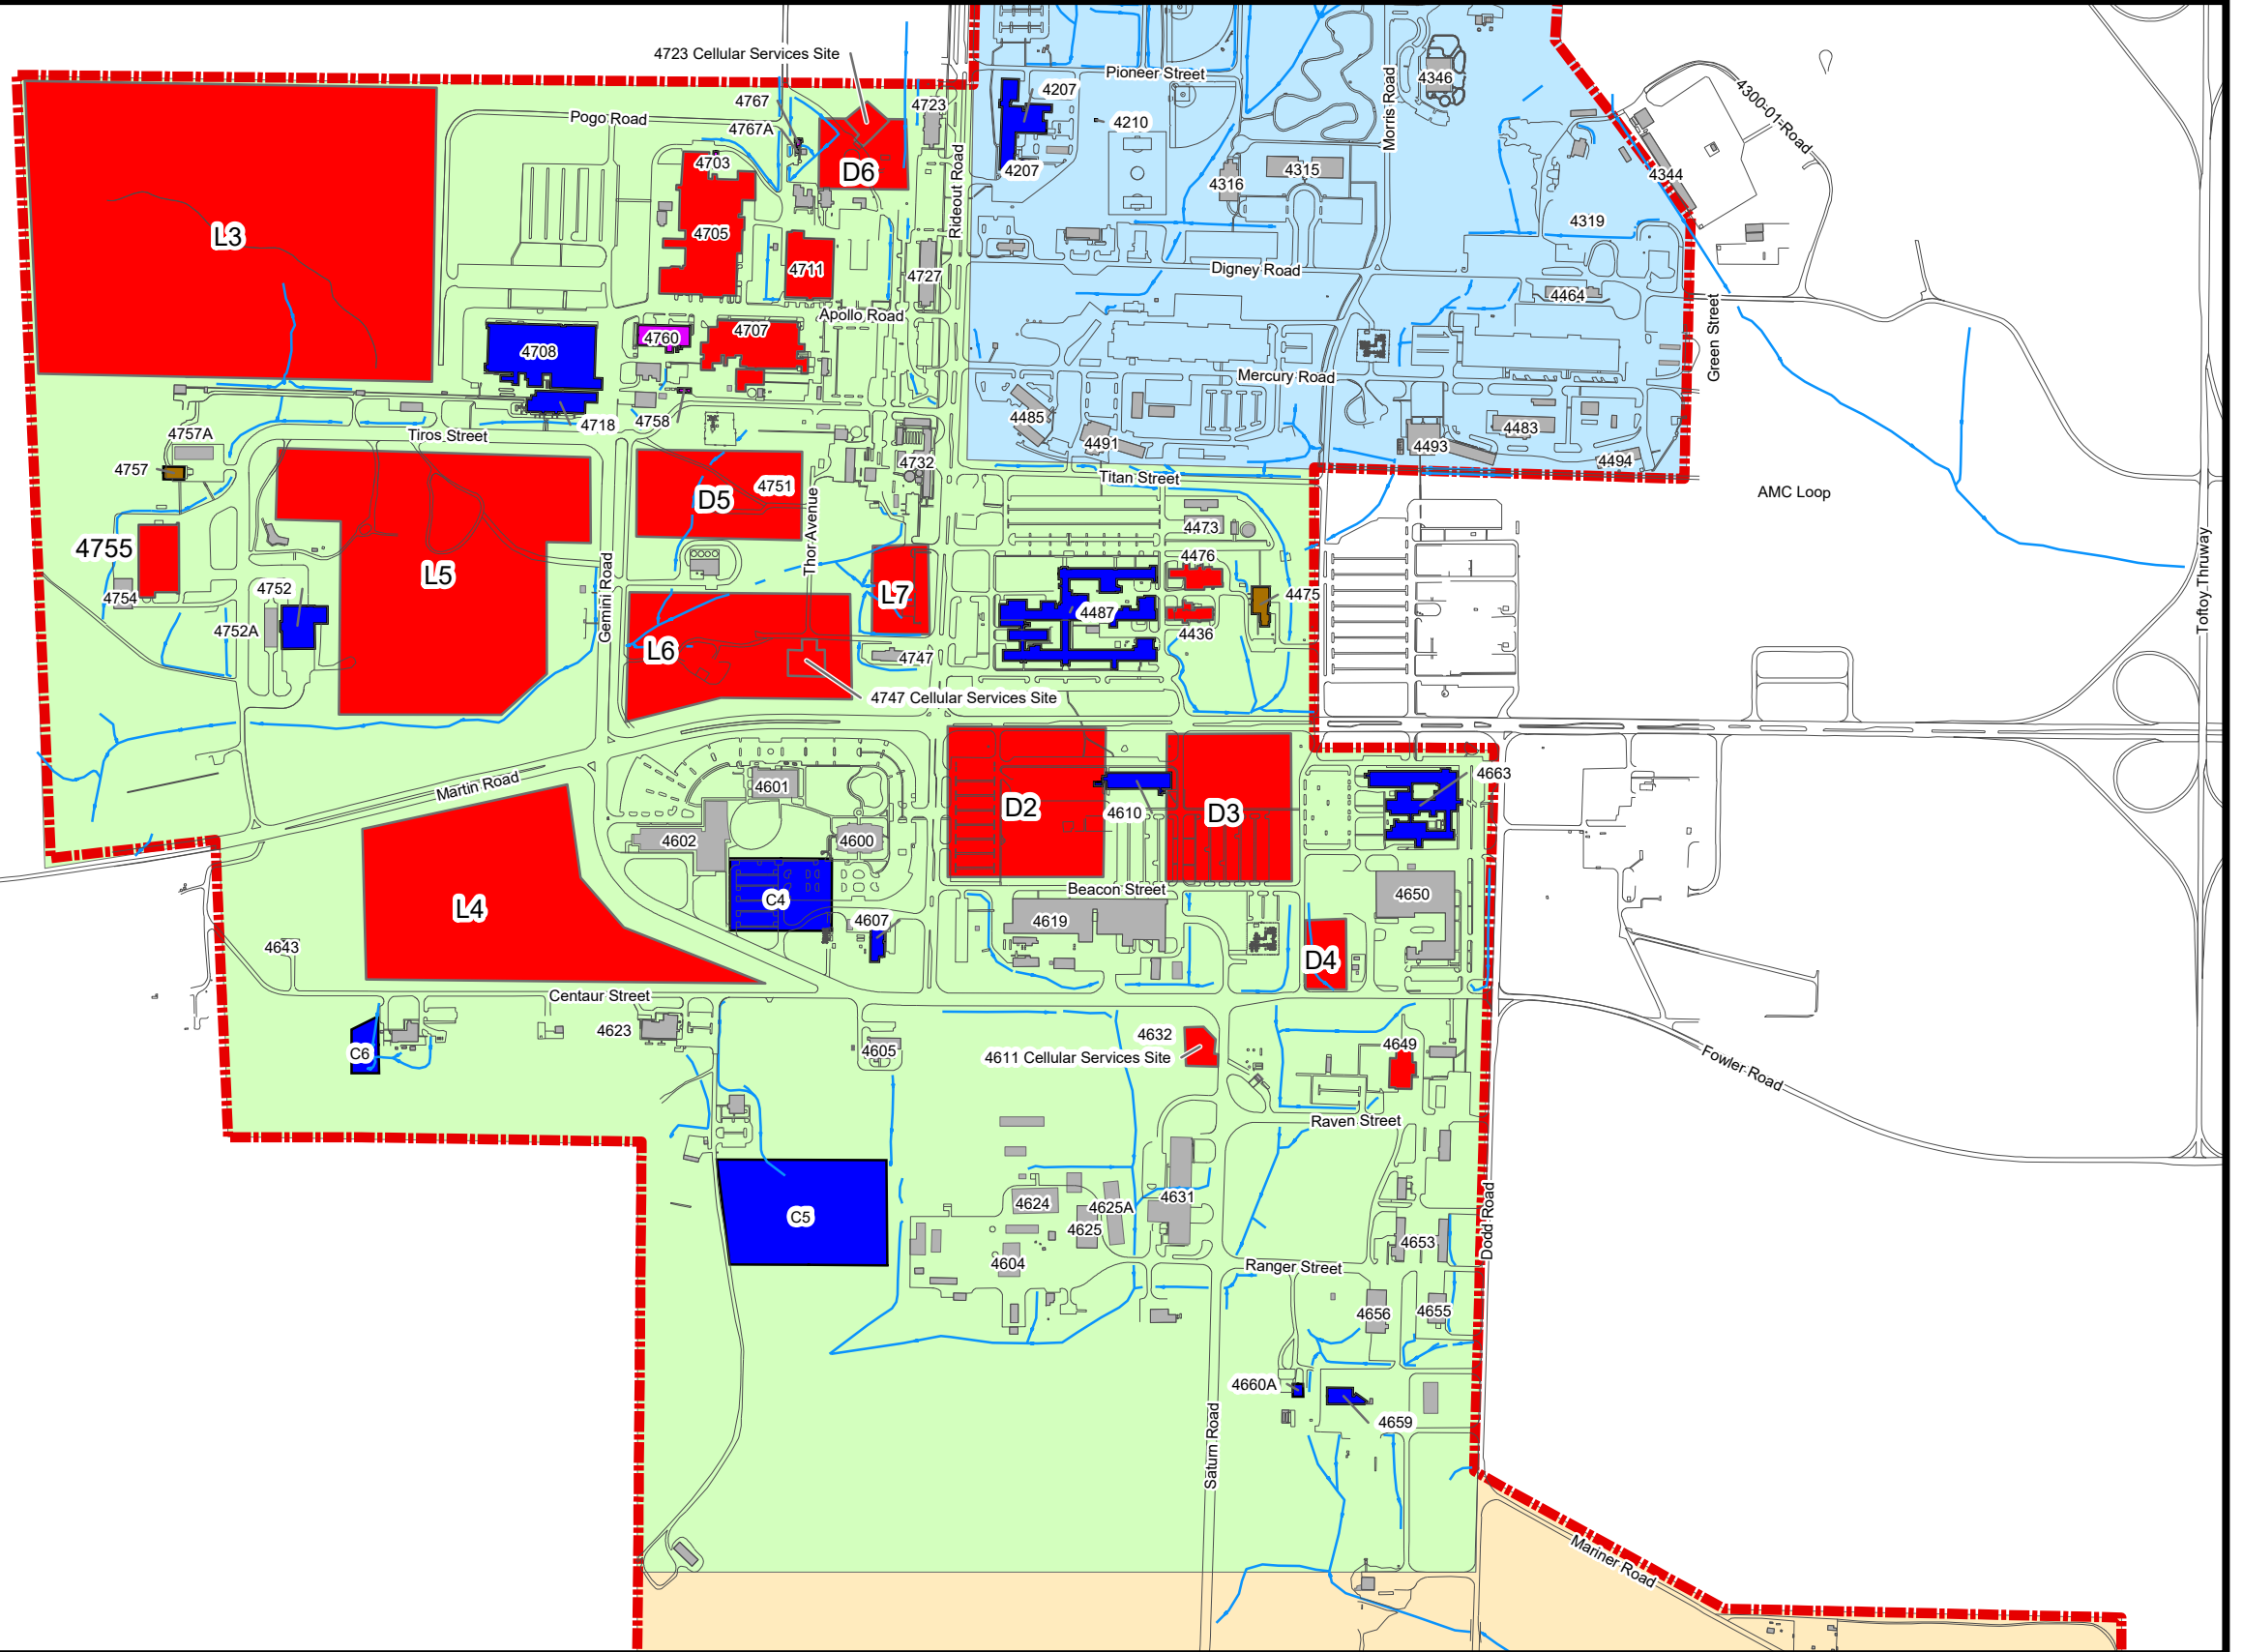 4723 Cellular Services Site
Pioneer Street
4346
4767
4723
4207
4300-01-Road
Pogo Road
4767A
4210
Morris Road
4703
D6
4207
4316
4315
4344
L3
4705
Rideout Road
4319
4711
4727
Digney Road
4464
Apollo Road
Green Street
4708
4760
4707
Mercury Road
4718
4758
4485
4483
4757A
Tiros Street
4491
4493
4494
4757
4732
Titan Street
D5
4751
AMC Loop
Thor Avenue
4473
4755
L5
4476
Toftoy Thruway
4754
4752
Gemini Road
L7
4487
4475
4752A
4436
L6
4747
4747 Cellular Services Site
Martin Road
4601
D2
4610
D3
4663
4602
4600
Beacon Street
L4
C4
4607
4619
4650
4643
D4
Centaur Street
4623
C6
4605
4632
4611 Cellular Services Site
4649
Fowler Road
Raven Street
C5
4624
4625A
4631
4625
4653
Dodd Road
4604
Ranger Street
4656
4655
4660A
4659
Saturn Road
Mariner Road